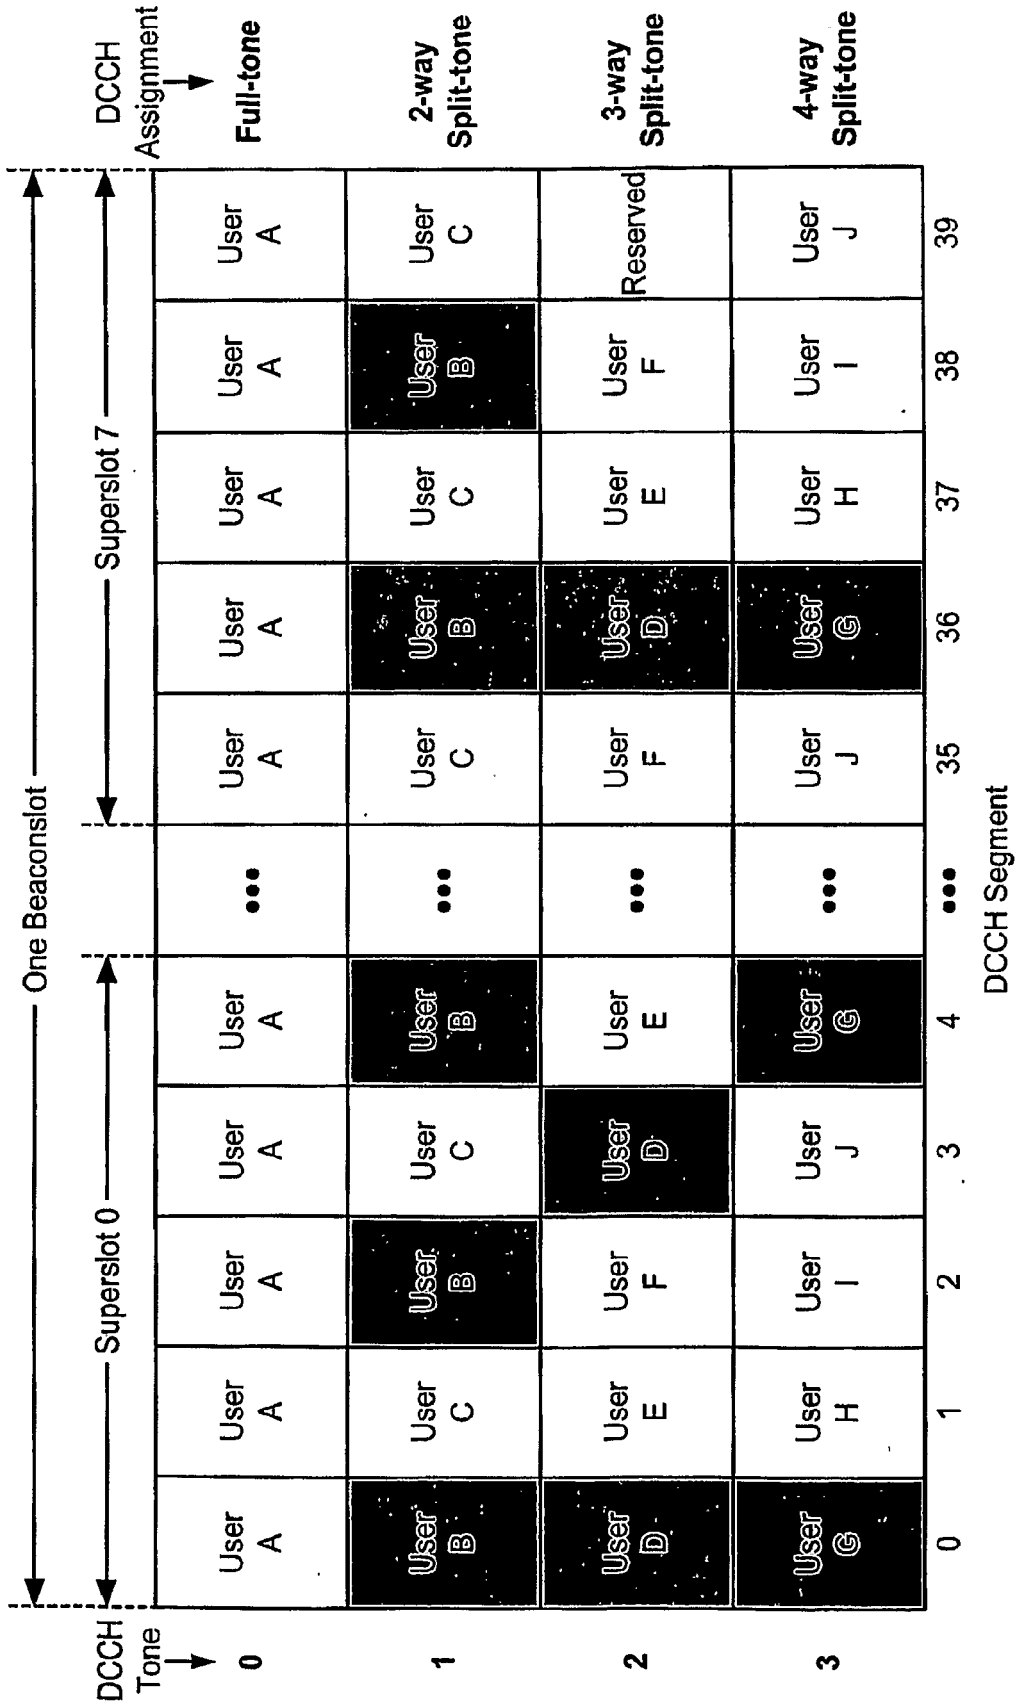 One Beaconslot
Superslot 0
Superslot 7
DCCH
Tone
DCCH
Assignment
0 User A User A User A User A User A ••• User A User A User A User A User A Full-tone
1 User B User C User B User C User B ••• User C User B User C User B User C 2-way Split-tone
2 User D User E User F User D User E ••• User F User D User E User F Reserved 3-way Split-tone
3 User G User H User I User J User G ••• User J User G User H User I User J 4-way Split-tone
0 1 2 3 4 ••• 35 36 37 38 39
DCCH Segment